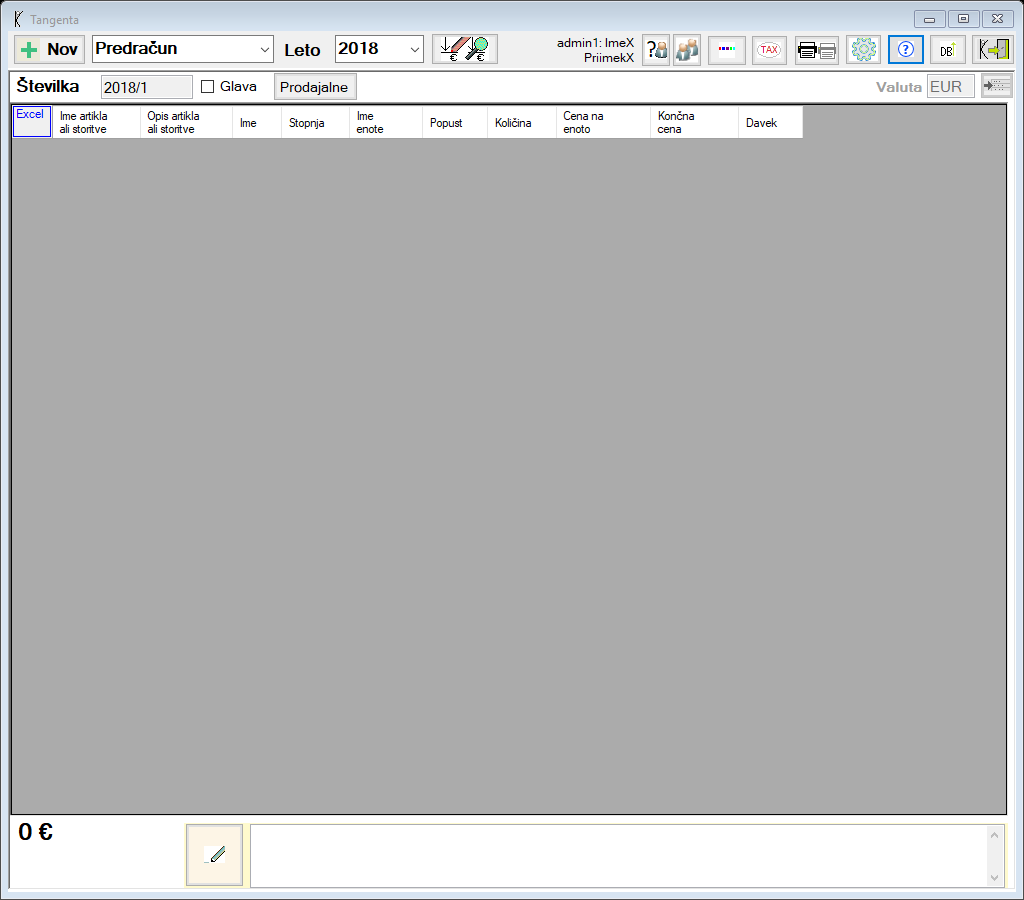 Tangenta
Nov Predračun Leto 2018 admin1: ImeX
PriimekX
TAX
DB
Številka 2018/1 Glava Prodajalne Valuta EUR
Excel
Ime artikla
ali storitve
Opis artikla
ali storitve
Ime
Stopnja
Ime
enote
Popust
Količina
Cena na
enoto
Končna
cena
Davek
0 €